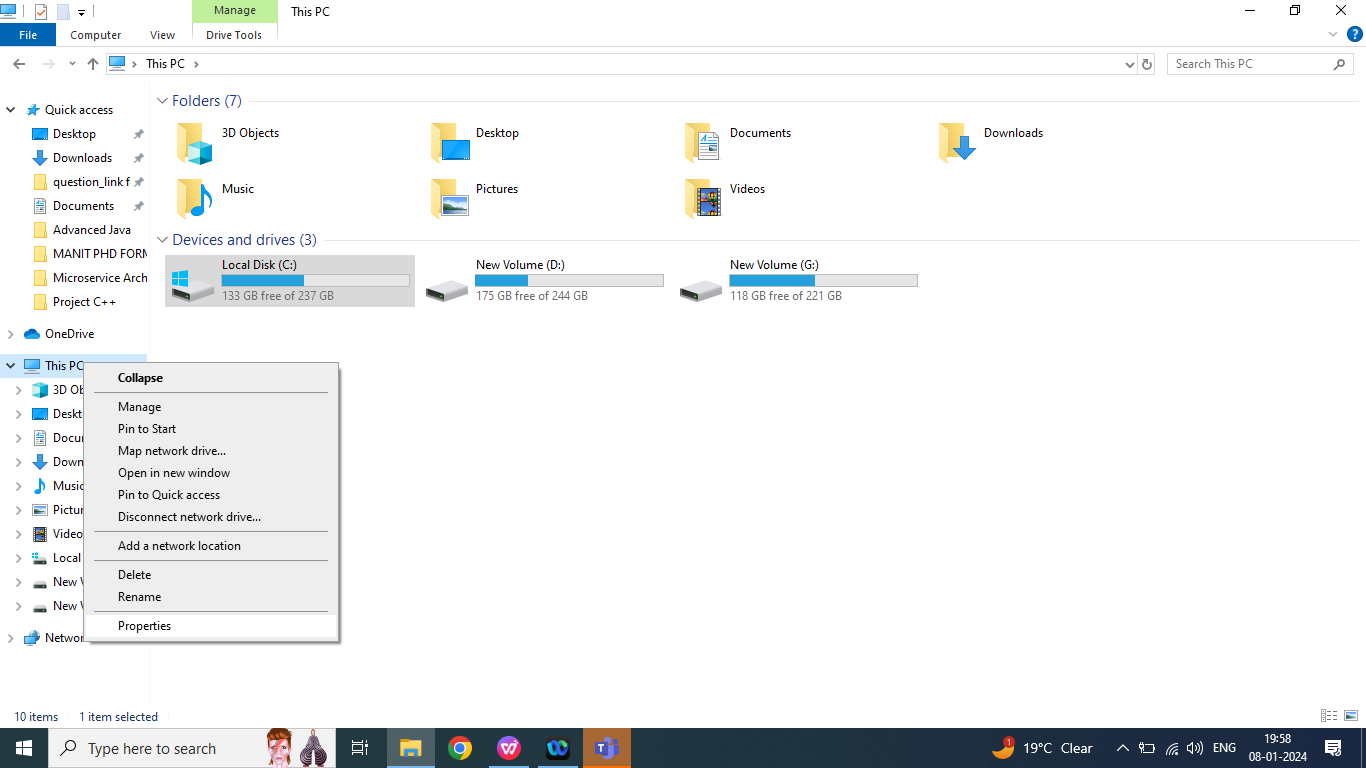 Manage
This PC
File
Computer
View
Drive Tools
This PC
Search This PC
Quick access
Desktop
Downloads
question_link f
Documents
Advanced Java
MANIT PHD FORM
Microservice Arch
Project C++
OneDrive
This PC
3D Ob
Deskt
Docu
Down
Music
Pictu
Video
Local
New V
New V
Networ
Folders (7)
3D Objects
Desktop
Documents
Downloads
Music
Pictures
Videos
Devices and drives (3)
Local Disk (C:)
133 GB free of 237 GB
New Volume (D:)
175 GB free of 244 GB
New Volume (G:)
118 GB free of 221 GB
Collapse
Manage
Pin to Start
Map network drive...
Open in new window
Pin to Quick access
Disconnect network drive...
Add a network location
Delete
Rename
Properties
10 items
1 item selected
Type here to search
1
19°C Clear
ENG
19:58
08-01-2024